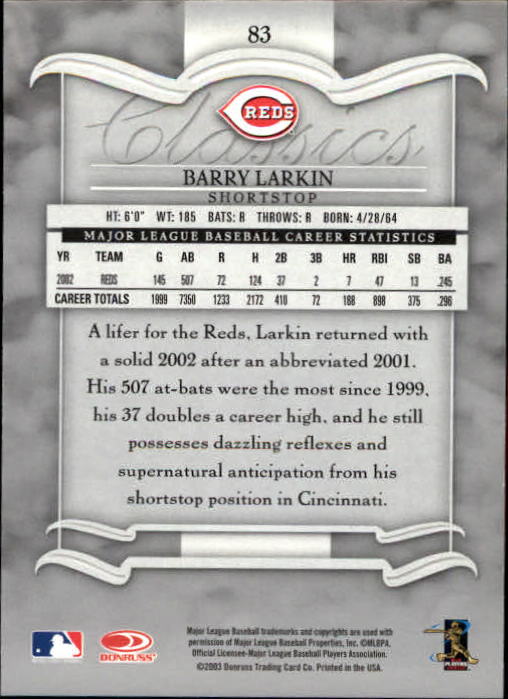 83
REDS
Classics
BARRY LARKIN
SHORTSTOP
HT: 6'0" WT: 185 BATS: R THROWS: R BORN: 4/28/64
MAJOR LEAGUE BASEBALL CAREER STATISTICS
YR TEAM G AB R H 2B 3B HR RBI SB BA
2002 REDS 145 507 72 124 37 2 7 47 13 .245
CAREER TOTALS 1999 7350 1233 2172 410 72 188 898 375 .296
A lifer for the Reds, Larkin returned with
a solid 2002 after an abbreviated 2001.
His 507 at-bats were the most since 1999,
his 37 doubles a career high, and he still
possesses dazzling reflexes and
supernatural anticipation from his
shortstop position in Cincinnati.
Major League Baseball trademarks and copyrights are used with
permission of Major League Baseball Properties, Inc. ©MLBPA.
Official Licensee-Major League Baseball Players Association.
©2003 Donruss Trading Card Co. Printed in the USA.
DONRUSS
PLAYERS